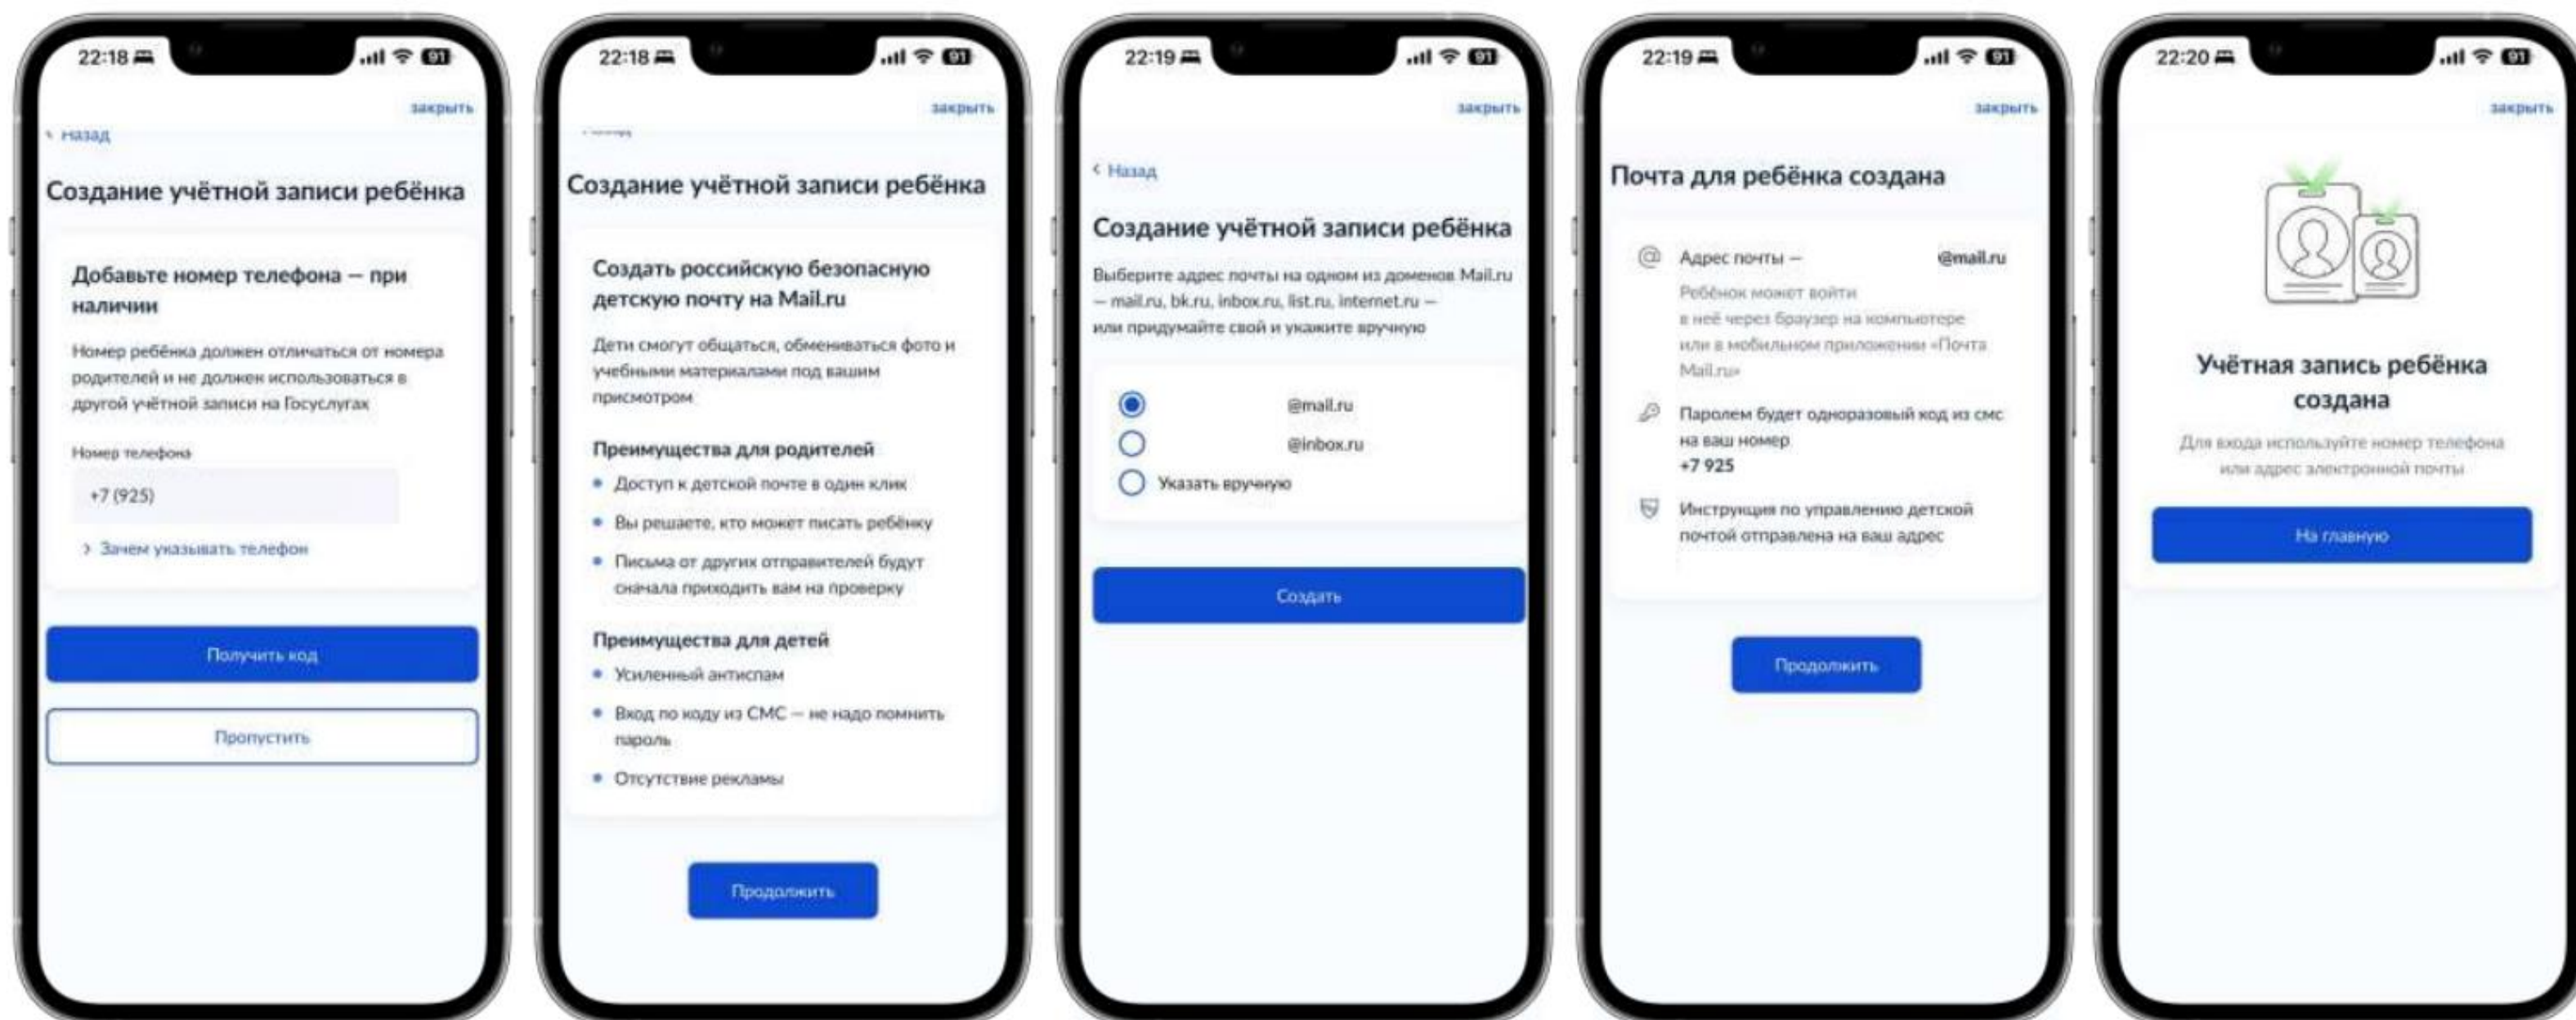 22:18
91
закрыть
Назад
Создание учётной записи ребёнка
Добавьте номер телефона — при
наличии
Номер ребёнка должен отличаться от номера
родителей и не должен использоваться в
другой учётной записи на Госуслугах
Номер телефона
+7 (925)
Зачем указывать телефон
Получить код
Пропустить
22:18
91
закрыть
Создание учётной записи ребёнка
Создать российскую безопасную
детскую почту на Mail.ru
Дети смогут общаться, обмениваться фото и
учебными материалами под вашим
присмотром
Преимущества для родителей
• Доступ к детской почте в один клик
• Вы решаете, кто может писать ребёнку
• Письма от других отправителей будут
сначала приходить вам на проверку
Преимущества для детей
• Усиленный антиспам
• Вход по коду из СМС — не надо помнить
пароль
• Отсутствие рекламы
Продолжить
22:19
91
закрыть
Назад
Создание учётной записи ребёнка
Выберите адрес почты на одном из доменов Mail.ru
— mail.ru, bk.ru, inbox.ru, list.ru, internet.ru —
или придумайте свой и укажите вручную
@mail.ru
@inbox.ru
Указать вручную
Создать
22:19
91
закрыть
Почта для ребёнка создана
Адрес почты — @mail.ru
Ребёнок может войти
в неё через браузер на компьютере
или в мобильном приложении «Почта
Mail.ru»
Паролем будет одноразовый код из смс
на ваш номер
+7 925
Инструкция по управлению детской
почтой отправлена на ваш адрес
Продолжить
22:20
91
закрыть
Учётная запись ребёнка
создана
Для входа используйте номер телефона
или адрес электронной почты
На главную